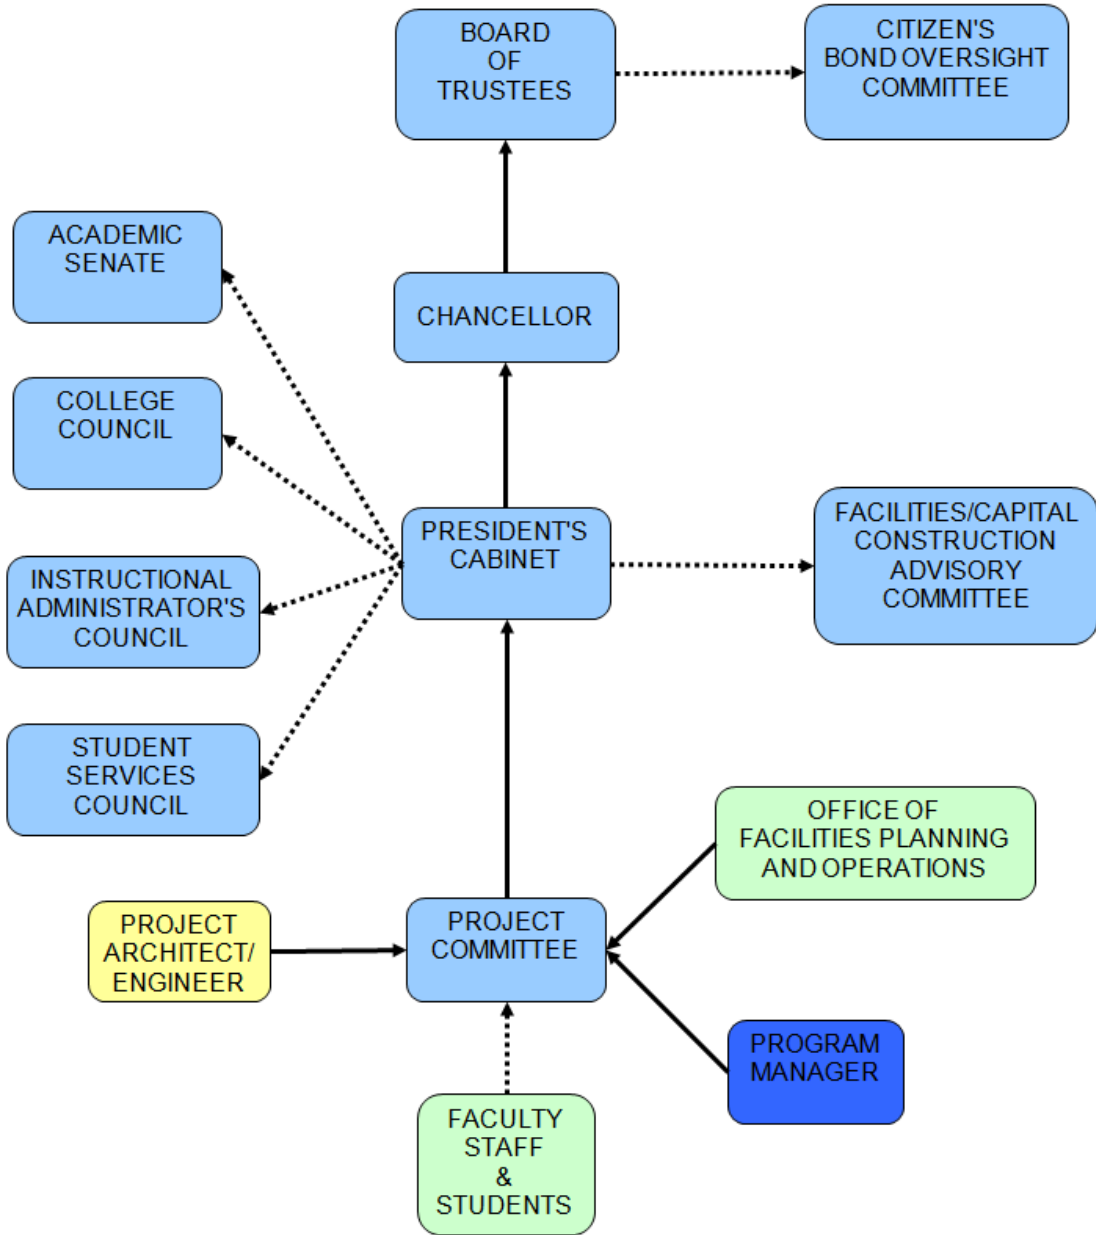 BOARD
OF
TRUSTEES
CITIZEN'S
BOND OVERSIGHT
COMMITTEE
ACADEMIC
SENATE
CHANCELLOR
COLLEGE
COUNCIL
PRESIDENT'S
CABINET
FACILITIES/CAPITAL
CONSTRUCTION
ADVISORY
COMMITTEE
INSTRUCTIONAL
ADMINISTRATOR'S
COUNCIL
STUDENT
SERVICES
COUNCIL
OFFICE OF
FACILITIES PLANNING
AND OPERATIONS
PROJECT
ARCHITECT/
ENGINEER
PROJECT
COMMITTEE
PROGRAM
MANAGER
FACULTY
STAFF
&
STUDENTS